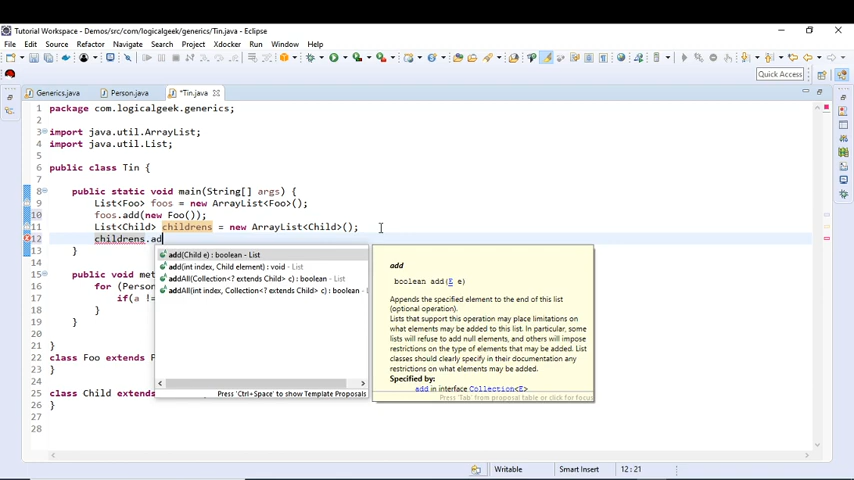 Tutorial Workspace - Demos/src/com/logicalgeek/generics/Tin.java - Eclipse
File Edit Source Refactor Navigate Search Project Xdocker Run Window Help
Quick Access
Generics.java Person.java *Tin.java
1 package com.logicalgeek.generics;
2
3 import java.util.ArrayList;
4 import java.util.List;
5
6 public class Tin {
7
8 public static void main(String[] args) {
9 List<Foo> foos = new ArrayList<Foo>();
10 foos.add(new Foo());
11 List<Child> childrens = new ArrayList<Child>();
12 childrens.ad
13 }
14
15 public void met
16 for (Person
17 if(a !=
18 }
19 }
20
21 }
22 class Foo extends P
23 }
24
25 class Child extends
26 }
27
28
add(Child e) : boolean - List
add(int index, Child element) : void - List
addAll(Collection<? extends Child> c) : boolean - List
addAll(int index, Collection<? extends Child> c) : boolean -
Press 'Ctrl+Space' to show Template Proposals
add
boolean add(E e)
Appends the specified element to the end of this list
(optional operation).
Lists that support this operation may place limitations on
what elements may be added to this list. In particular, some
lists will refuse to add null elements, and others will impose
restrictions on the type of elements that may be added. List
classes should clearly specify in their documentation any
restrictions on what elements may be added.
Specified by:
add in interface Collection<E>
Press 'Tab' from proposal table or click for focus
Writable Smart Insert 12 : 21